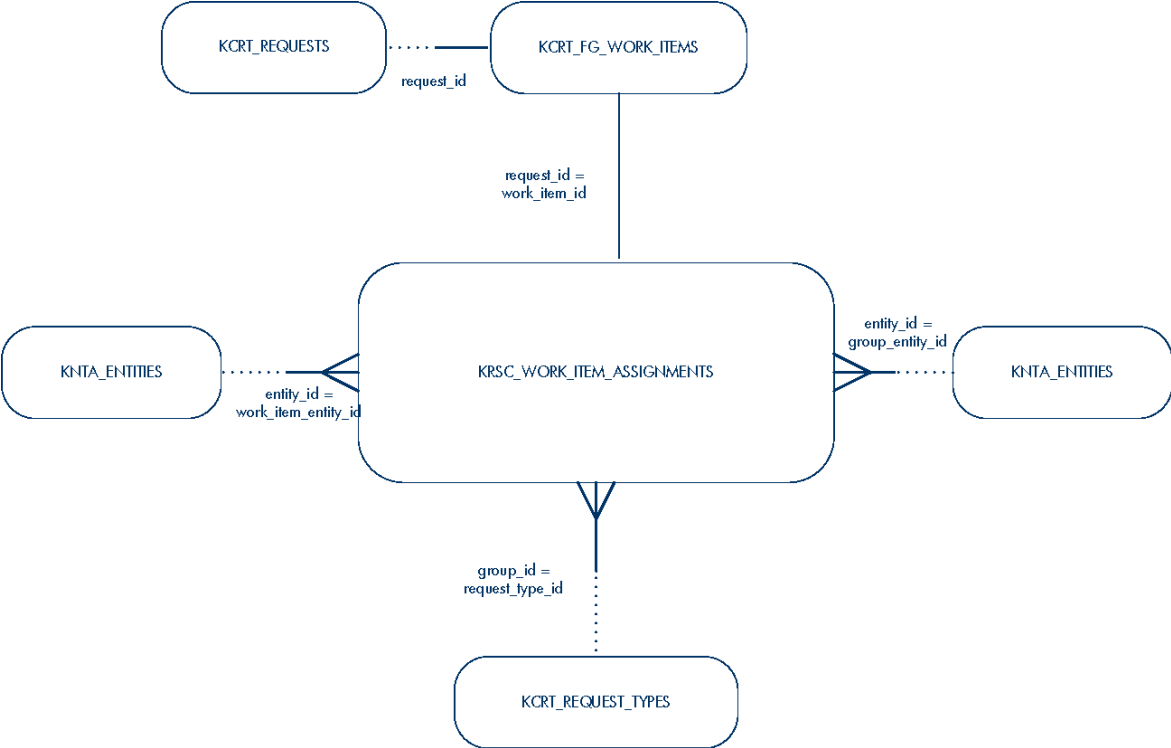 KCRT_REQUESTS
KCRT_FG_WORK_ITEMS
request_id
request_id =
work_item_id
entity_id =
group_entity_id
KNTA_ENTITIES
KRSC_WORK_ITEM_ASSIGNMENTS
KNTA_ENTITIES
entity_id =
work_item_entity_id
group_id =
request_type_id
KCRT_REQUEST_TYPES